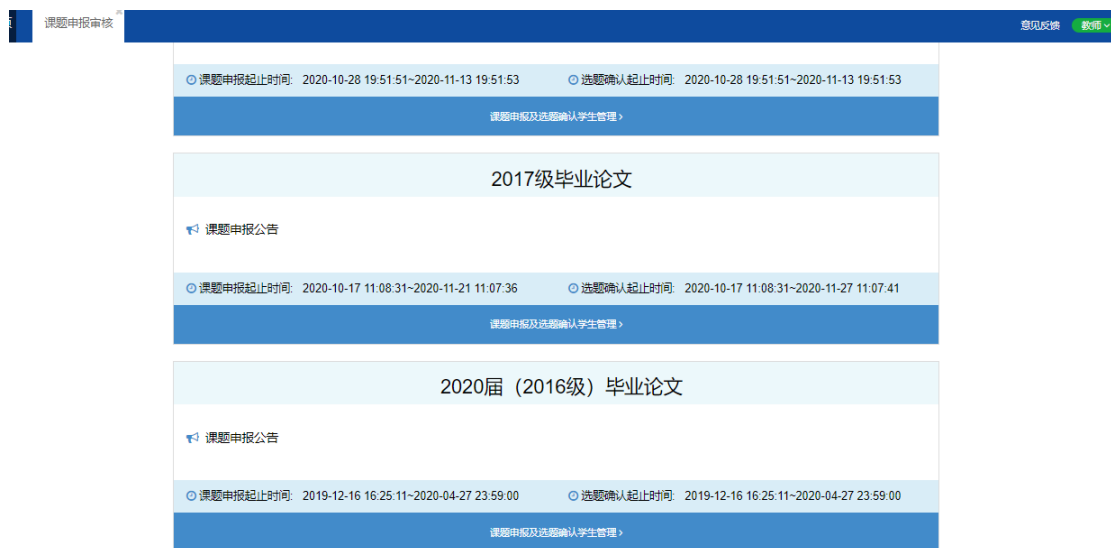 课题申报审核
意见反馈
教师
课题申报起止时间: 2020-10-28 19:51:51~2020-11-13 19:51:53
选题确认起止时间: 2020-10-28 19:51:51~2020-11-13 19:51:53
课题申报及选题确认学生管理>
2017级毕业论文
课题申报公告
课题申报起止时间: 2020-10-17 11:08:31~2020-11-21 11:07:36
选题确认起止时间: 2020-10-17 11:08:31~2020-11-27 11:07:41
课题申报及选题确认学生管理>
2020届（2016级）毕业论文
课题申报公告
课题申报起止时间: 2019-12-16 16:25:11~2020-04-27 23:59:00
选题确认起止时间: 2019-12-16 16:25:11~2020-04-27 23:59:00
课题申报及选题确认学生管理>